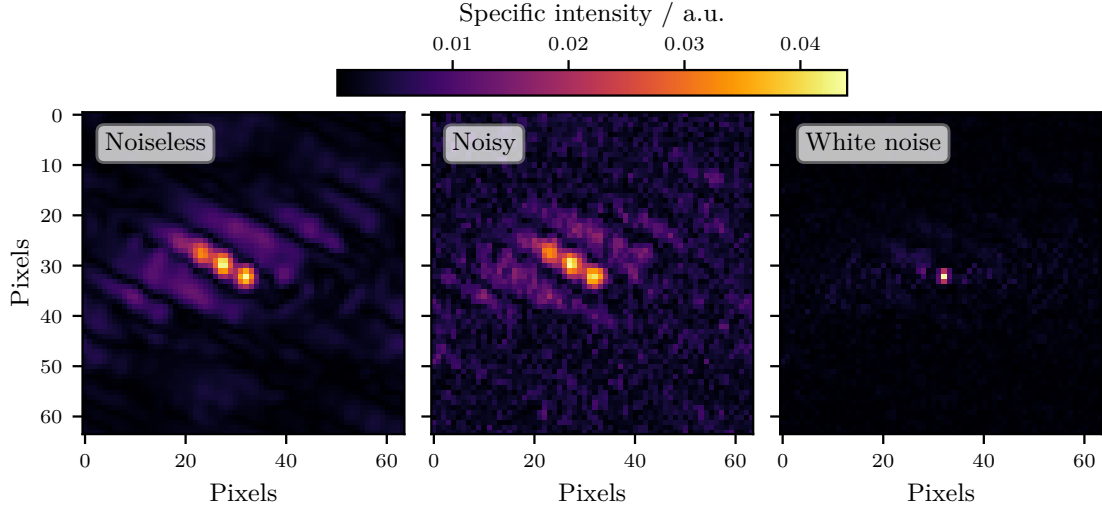 Specific intensity / a.u.
0.01 0.02 0.03 0.04
Noiseless Noisy White noise
0
10
20
30
40
50
60
Pixels
0 20 40 60 0 20 40 60 0 20 40 60
Pixels Pixels Pixels